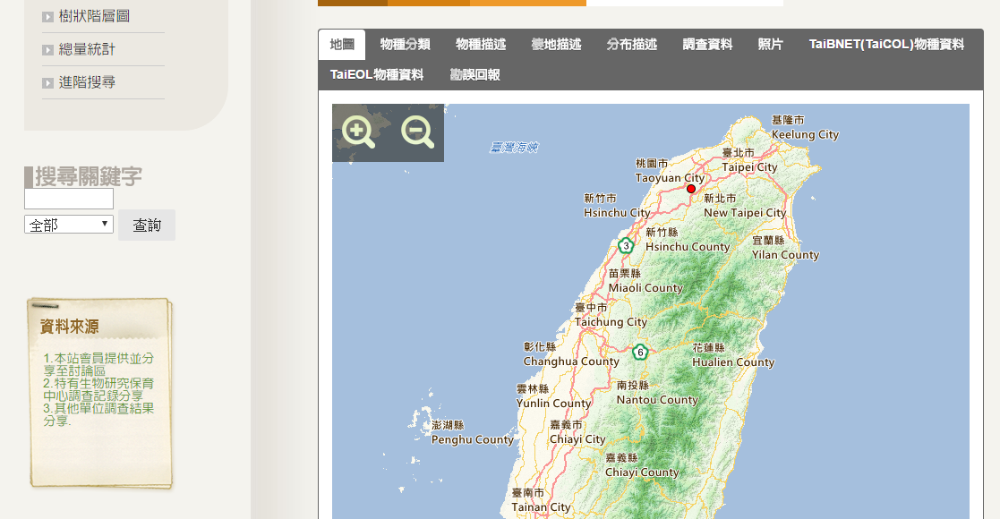 樹狀階層圖
總量統計
進階搜尋
搜尋關鍵字
全部
查詢
資料來源
1.本站會員提供並分
享至討論區
2.特有生物研究保育
中心調查記錄分享
3.其他單位調查結果
分享.
地圖 物種分類 物種描述 棲地描述 分布描述 調查資料 照片 TaiBNET(TaiCOL)物種資料
TaiEOL物種資料 勘誤回報
臺灣海峽
基隆市
Keelung City
臺北市
Taipei City
桃園市
Taoyuan City
新北市
New Taipei City
新竹市
Hsinchu City
新竹縣
Hsinchu County
宜蘭縣
Yilan County
3
苗栗縣
Miaoli County
臺中市
Taichung City
彰化縣
Changhua County
6
花蓮縣
Hualien County
南投縣
Nantou County
雲林縣
Yunlin County
澎湖縣
Penghu County
嘉義市
Chiayi City
嘉義縣
Chiayi County
臺南市
Tainan City